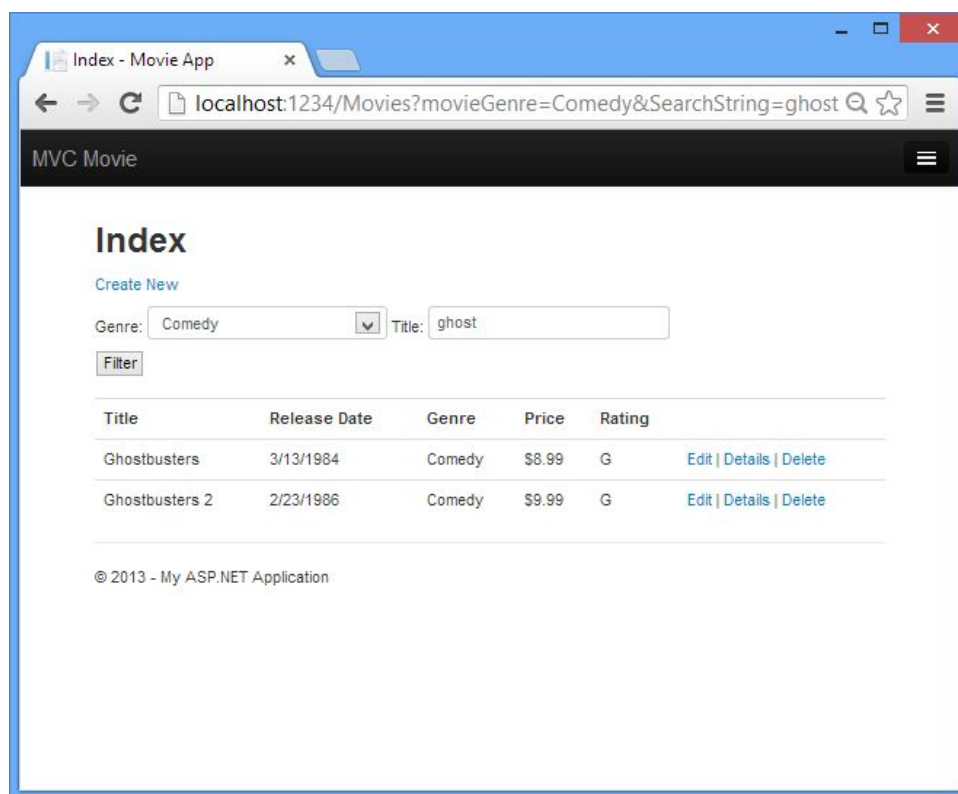 Index - Movie App
localhost:1234/Movies?movieGenre=Comedy&SearchString=ghost
MVC Movie
Index
Create New
Genre: Comedy Title: ghost
Filter
Title Release Date Genre Price Rating
Ghostbusters 3/13/1984 Comedy $8.99 G Edit | Details | Delete
Ghostbusters 2 2/23/1986 Comedy $9.99 G Edit | Details | Delete
© 2013 - My ASP.NET Application